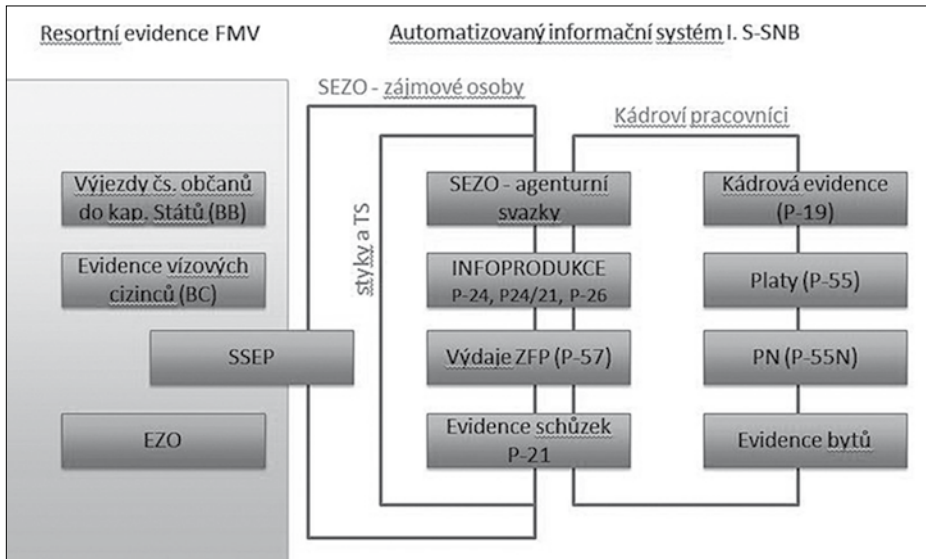 Resortní evidence FMV
Automatizovaný informační systém I. S-SNB
SEZO - zájmové osoby
Kádroví pracovníci
styky a TS
Výjezdy čs. občanů
do kap. Států (BB)
Evidence vízových
cizinců (BC)
SSEP
EZO
SEZO - agenturní
svazky
INFOPRODUKCE
P-24, P24/21, P-26
Výdaje ZFP (P-57)
Evidence schůzek
P-21
Kádrová evidence
(P-19)
Platy (P-55)
PN (P-55N)
Evidence bytů